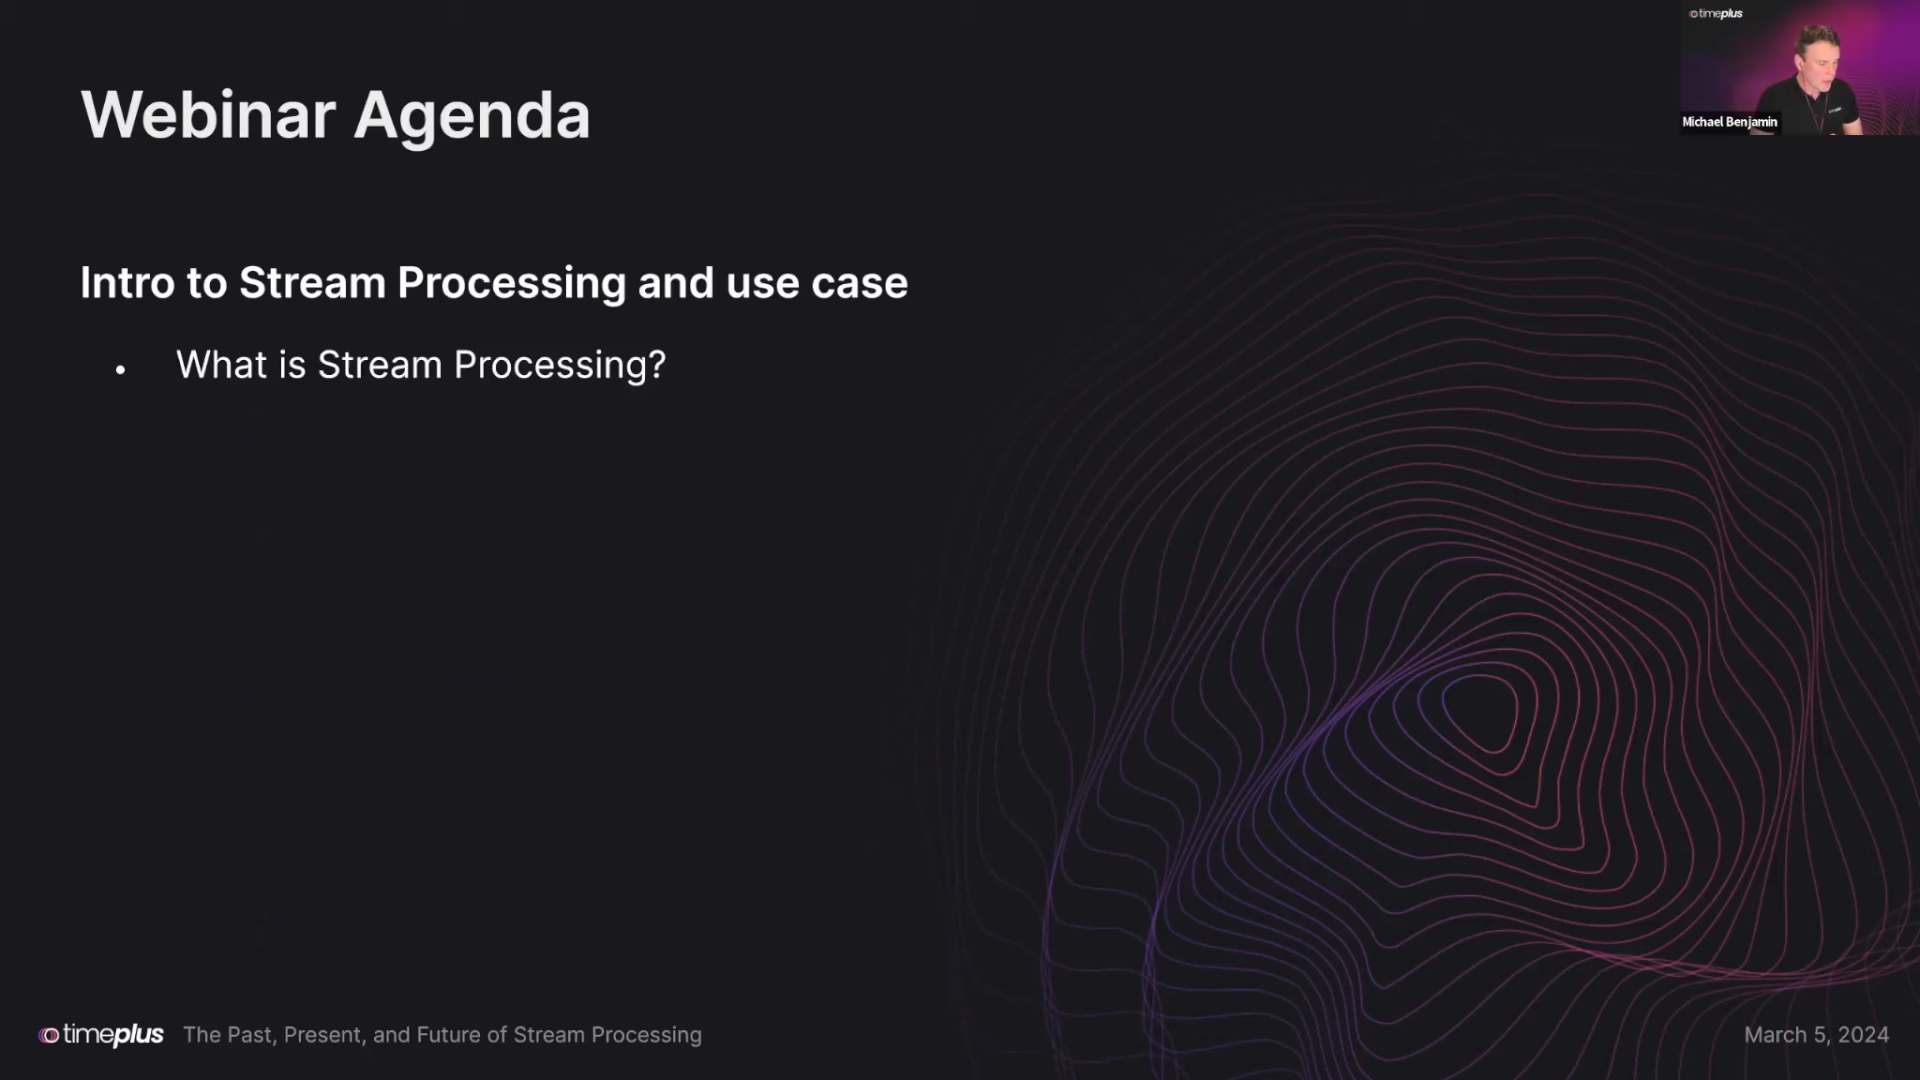 timeplus
Michael Benjamin
Webinar Agenda
Intro to Stream Processing and use case
• What is Stream Processing?
timeplus The Past, Present, and Future of Stream Processing
March 5, 2024